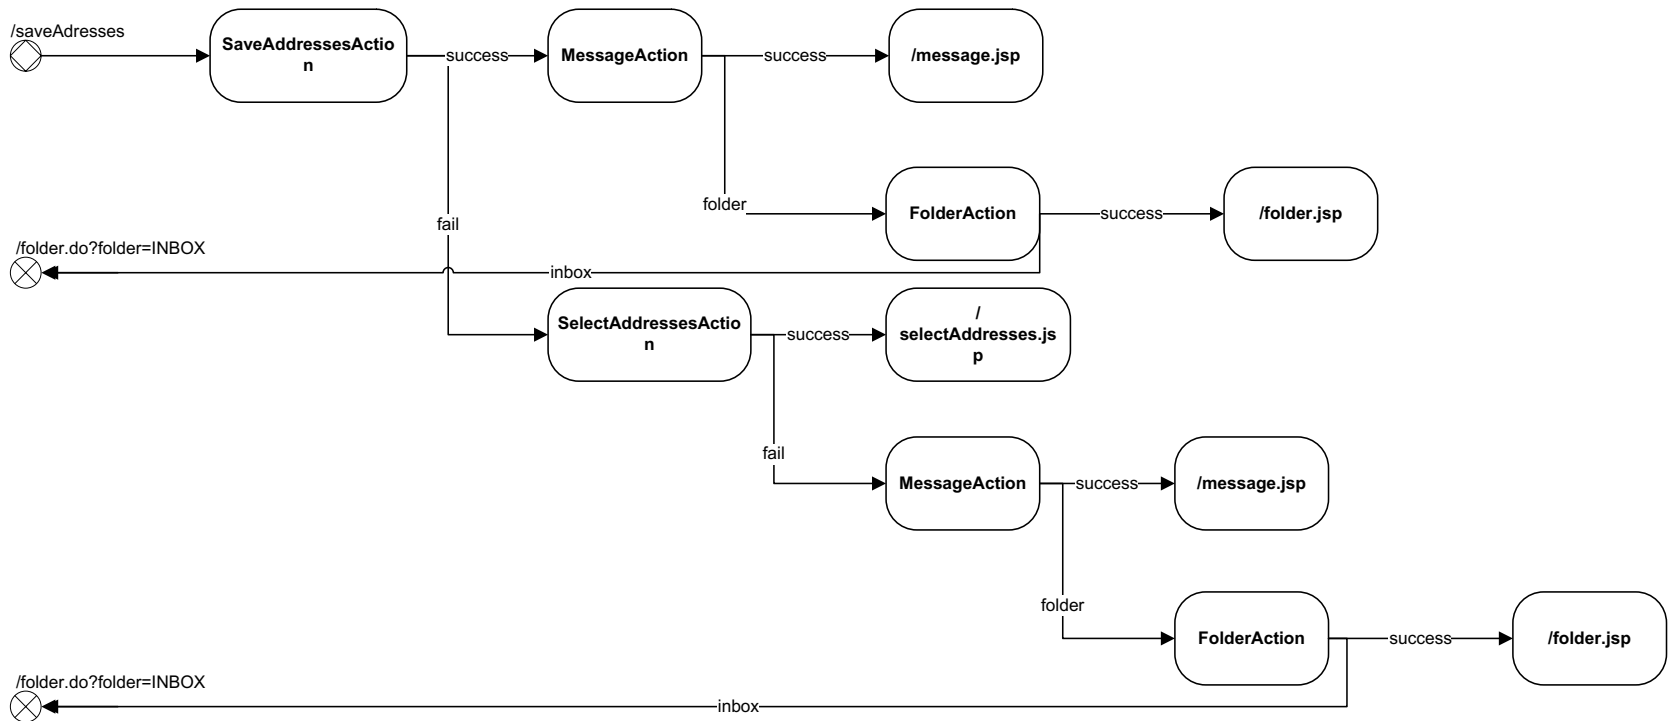 /saveAdresses
SaveAddressesActio
n
success
MessageAction
success
/message.jsp
folder
FolderAction
success
/folder.jsp
fail
/folder.do?folder=INBOX
inbox
SelectAddressesActio
n
success
/
selectAddresses.js
p
fail
MessageAction
success
/message.jsp
folder
FolderAction
success
/folder.jsp
/folder.do?folder=INBOX
inbox